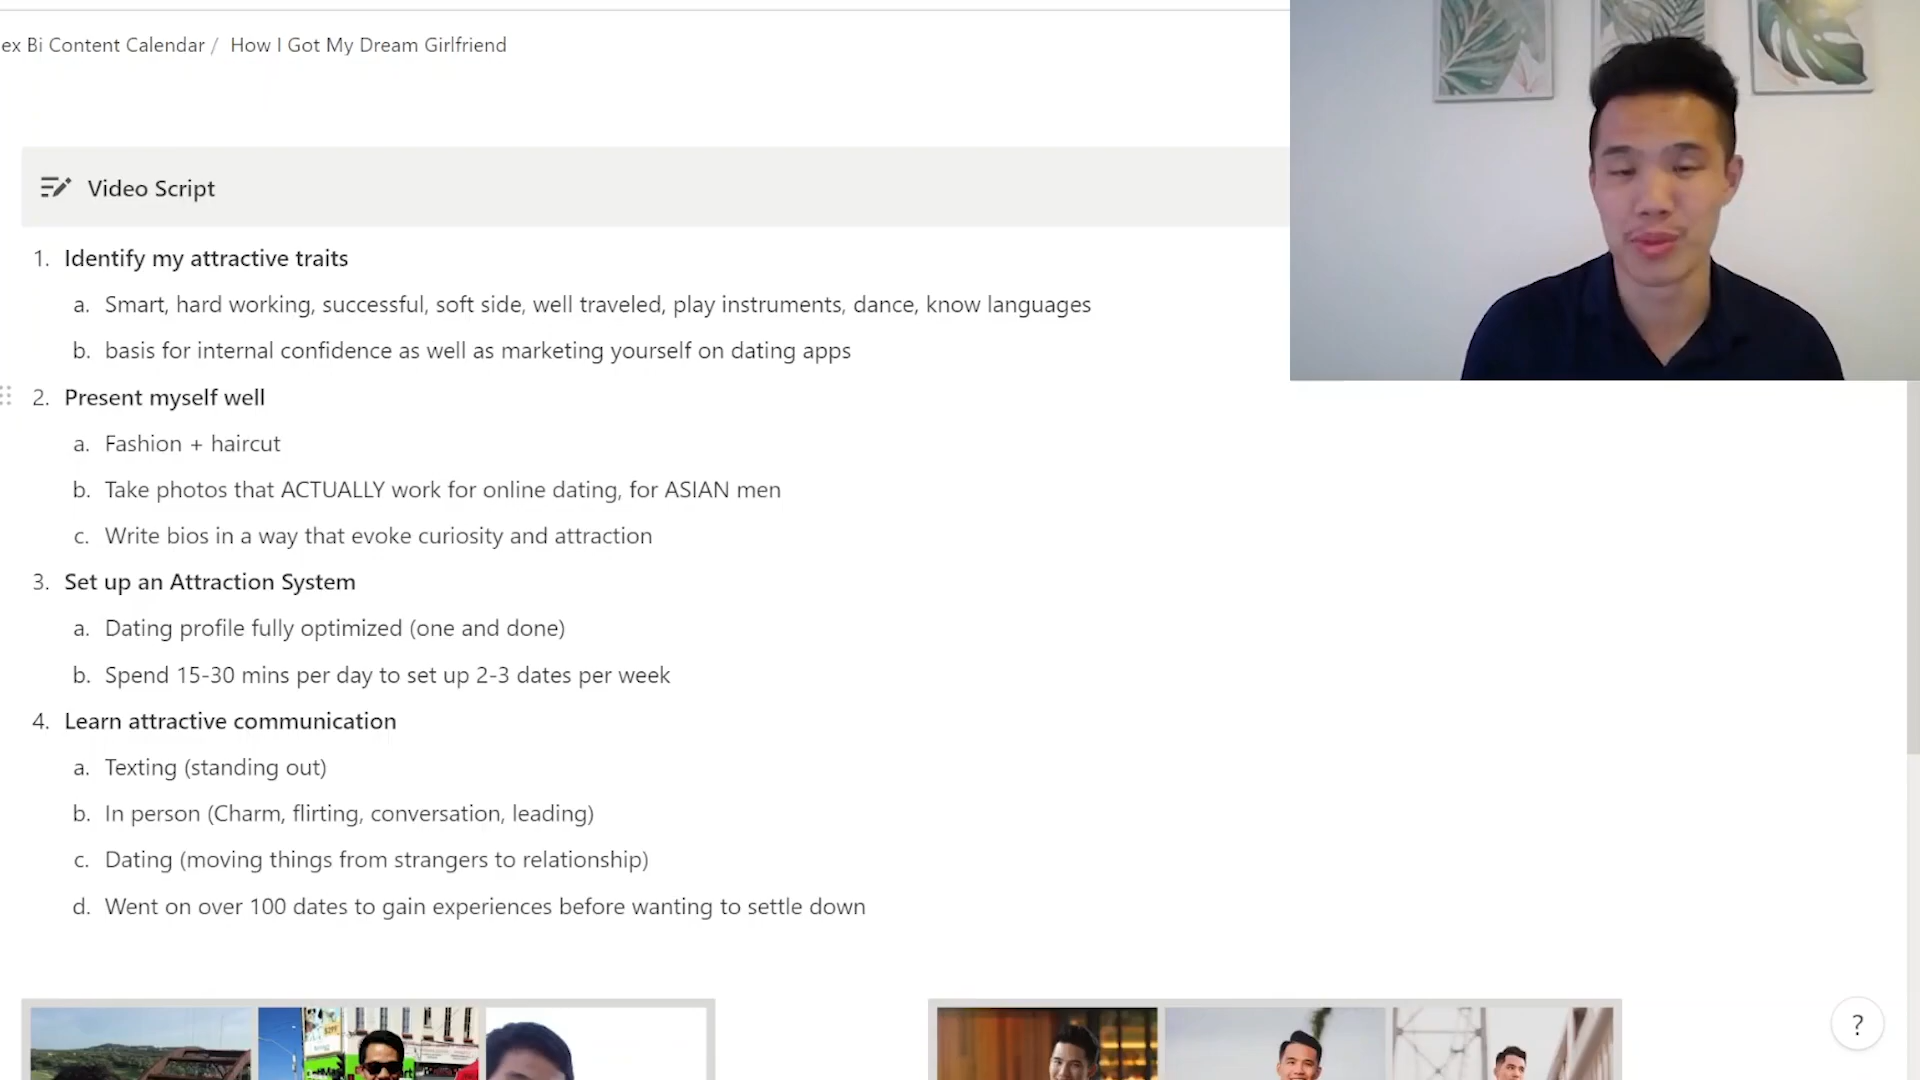 ex Bi Content Calendar / How I Got My Dream Girlfriend
Video Script
1. Identify my attractive traits
a. Smart, hard working, successful, soft side, well traveled, play instruments, dance, know languages
b. basis for internal confidence as well as marketing yourself on dating apps
2. Present myself well
a. Fashion + haircut
b. Take photos that ACTUALLY work for online dating, for ASIAN men
c. Write bios in a way that evoke curiosity and attraction
3. Set up an Attraction System
a. Dating profile fully optimized (one and done)
b. Spend 15-30 mins per day to set up 2-3 dates per week
4. Learn attractive communication
a. Texting (standing out)
b. In person (Charm, flirting, conversation, leading)
c. Dating (moving things from strangers to relationship)
d. Went on over 100 dates to gain experiences before wanting to settle down
?